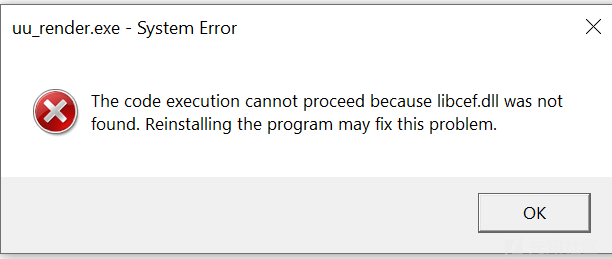 uu_render.exe - System Error
The code execution cannot proceed because libcef.dll was not
found. Reinstalling the program may fix this problem.
OK